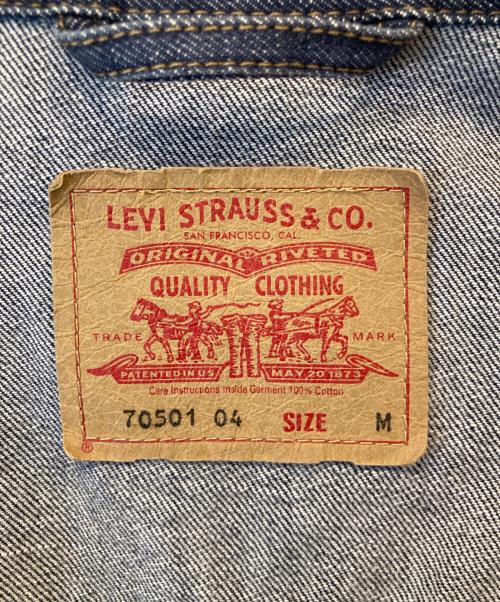 LEVI STRAUSS & CO.
SAN FRANCISCO, CAL.
ORIGINAL RIVETED
QUALITY CLOTHING
TRADE MARK
PATENTED IN US MAY 20 1873
Care Instructions Inside Garment 100% Cotton
70501 04 SIZE M
®